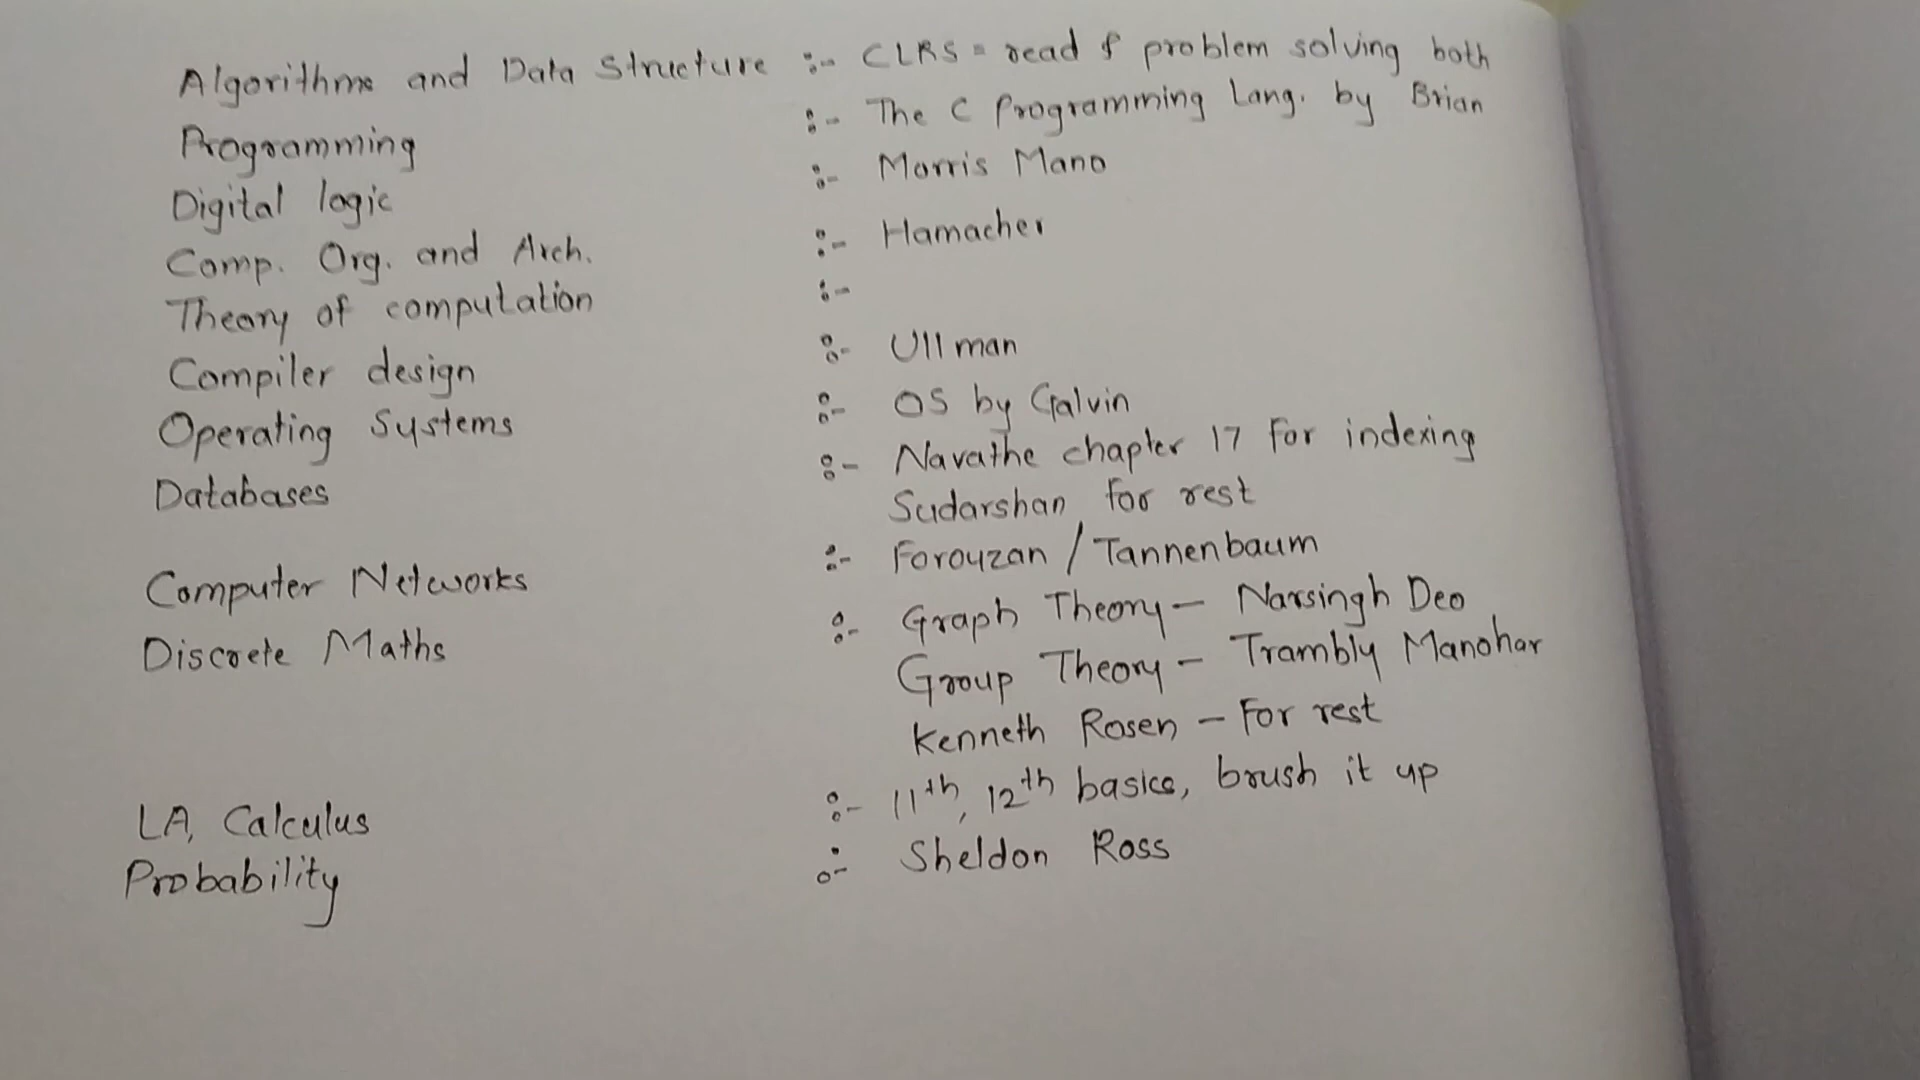 Algorithms and Data Structure :- CLRS = read & problem solving both
Programming :- The C Programming Lang. by Brian
Digital logic :- Morris Mano
Comp. Org. and Arch. :- Hamacher
Theory of computation :-
Compiler design :- Ullman
Operating Systems :- OS by Galvin
Databases :- Navathe chapter 17 for indexing
Sudarshan for rest
Computer Networks :- Forouzan / Tannenbaum
Discrete Maths :- Graph Theory - Narsingh Deo
Group Theory - Trambly Manohar
Kenneth Rosen - For rest
LA, Calculus :- 11th, 12th basics, brush it up
Probability :- Sheldon Ross